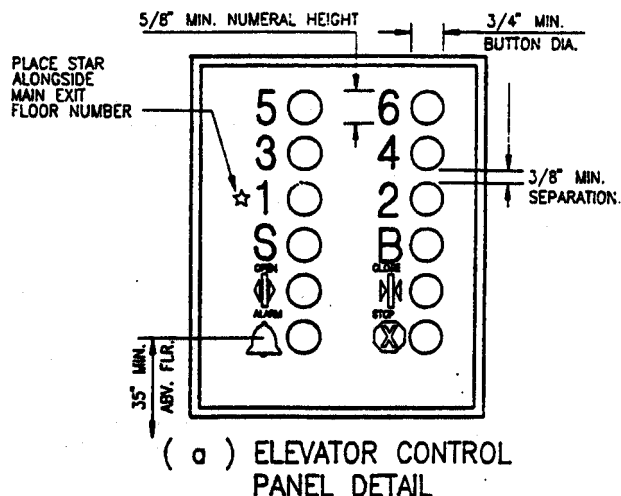 5/8" MIN. NUMERAL HEIGHT
3/4" MIN.
BUTTON DIA.
PLACE STAR
ALONGSIDE
MAIN EXIT
FLOOR NUMBER
5 6
3 4
3/8" MIN.
SEPARATION.
1 2
S B
OPEN CLOSE
ALARM STOP
X
35" MIN.
ABV. FLR.
( a ) ELEVATOR CONTROL
PANEL DETAIL